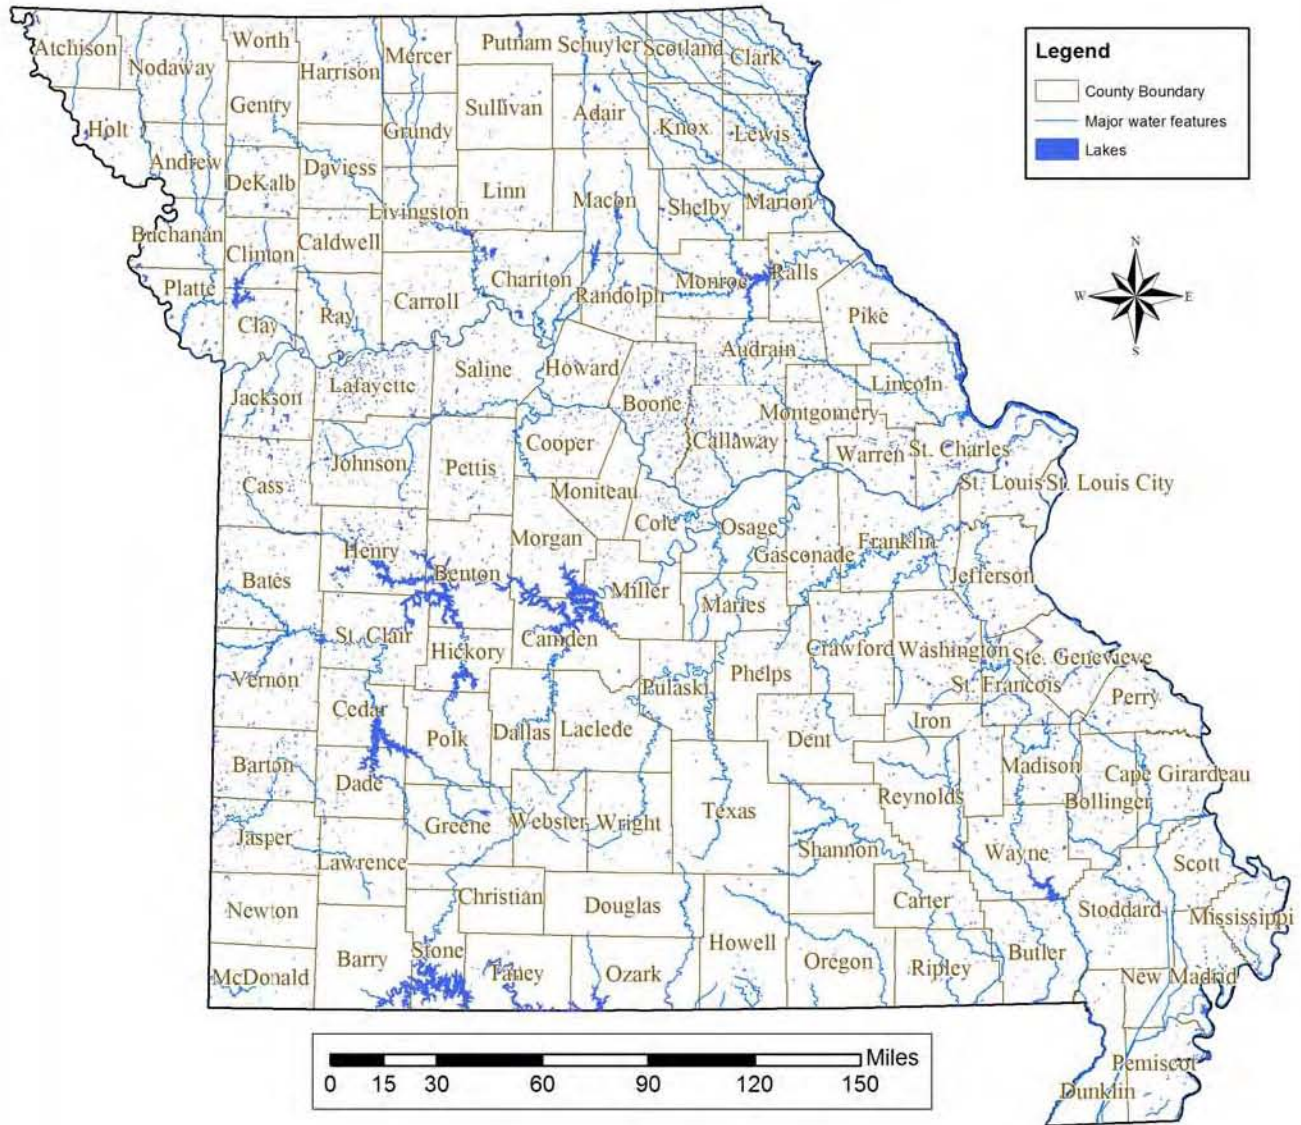 Legend
County Boundary
Major water features
Lakes
N
W E
S
Atchison
Nodaway
Worth
Harrison
Mercer
Putnam
Schuyler
Scotland
Clark
Gentry
Sullivan
Adair
Holt
Grundy
Knox
Lewis
Andrew
DeKalb
Daviess
Linn
Macon
Shelby
Marion
Livingston
Buchanan
Clinton
Caldwell
Chariton
Randolph
Monroe
Ralls
Platte
Carroll
Clay
Ray
Pike
Audrain
Saline
Howard
Jackson
Lafayette
Boone
Lincoln
Montgomery
Callaway
Cooper
Johnson
Pettis
Warren
St. Charles
Cass
Moniteau
St. Louis
St. Louis City
Cole
Osage
Morgan
Gasconade
Franklin
Henry
Benton
Bates
Miller
Jefferson
Maries
St. Clair
Camden
Hickory
Crawford
Washington
Ste. Genevieve
Vernon
Pulaski
Phelps
St. Francois
Perry
Cedar
Polk
Dallas
Laclede
Iron
Dent
Barton
Dade
Madison
Cape Girardeau
Reynolds
Bollinger
Greene
Webster
Wright
Texas
Jasper
Lawrence
Shannon
Wayne
Scott
Newton
Christian
Douglas
Carter
Stoddard
Mississippi
McDonald
Barry
Stone
Taney
Ozark
Howell
Oregon
Ripley
Butler
New Madrid
Pemiscot
Dunklin
Miles
0 15 30 60 90 120 150